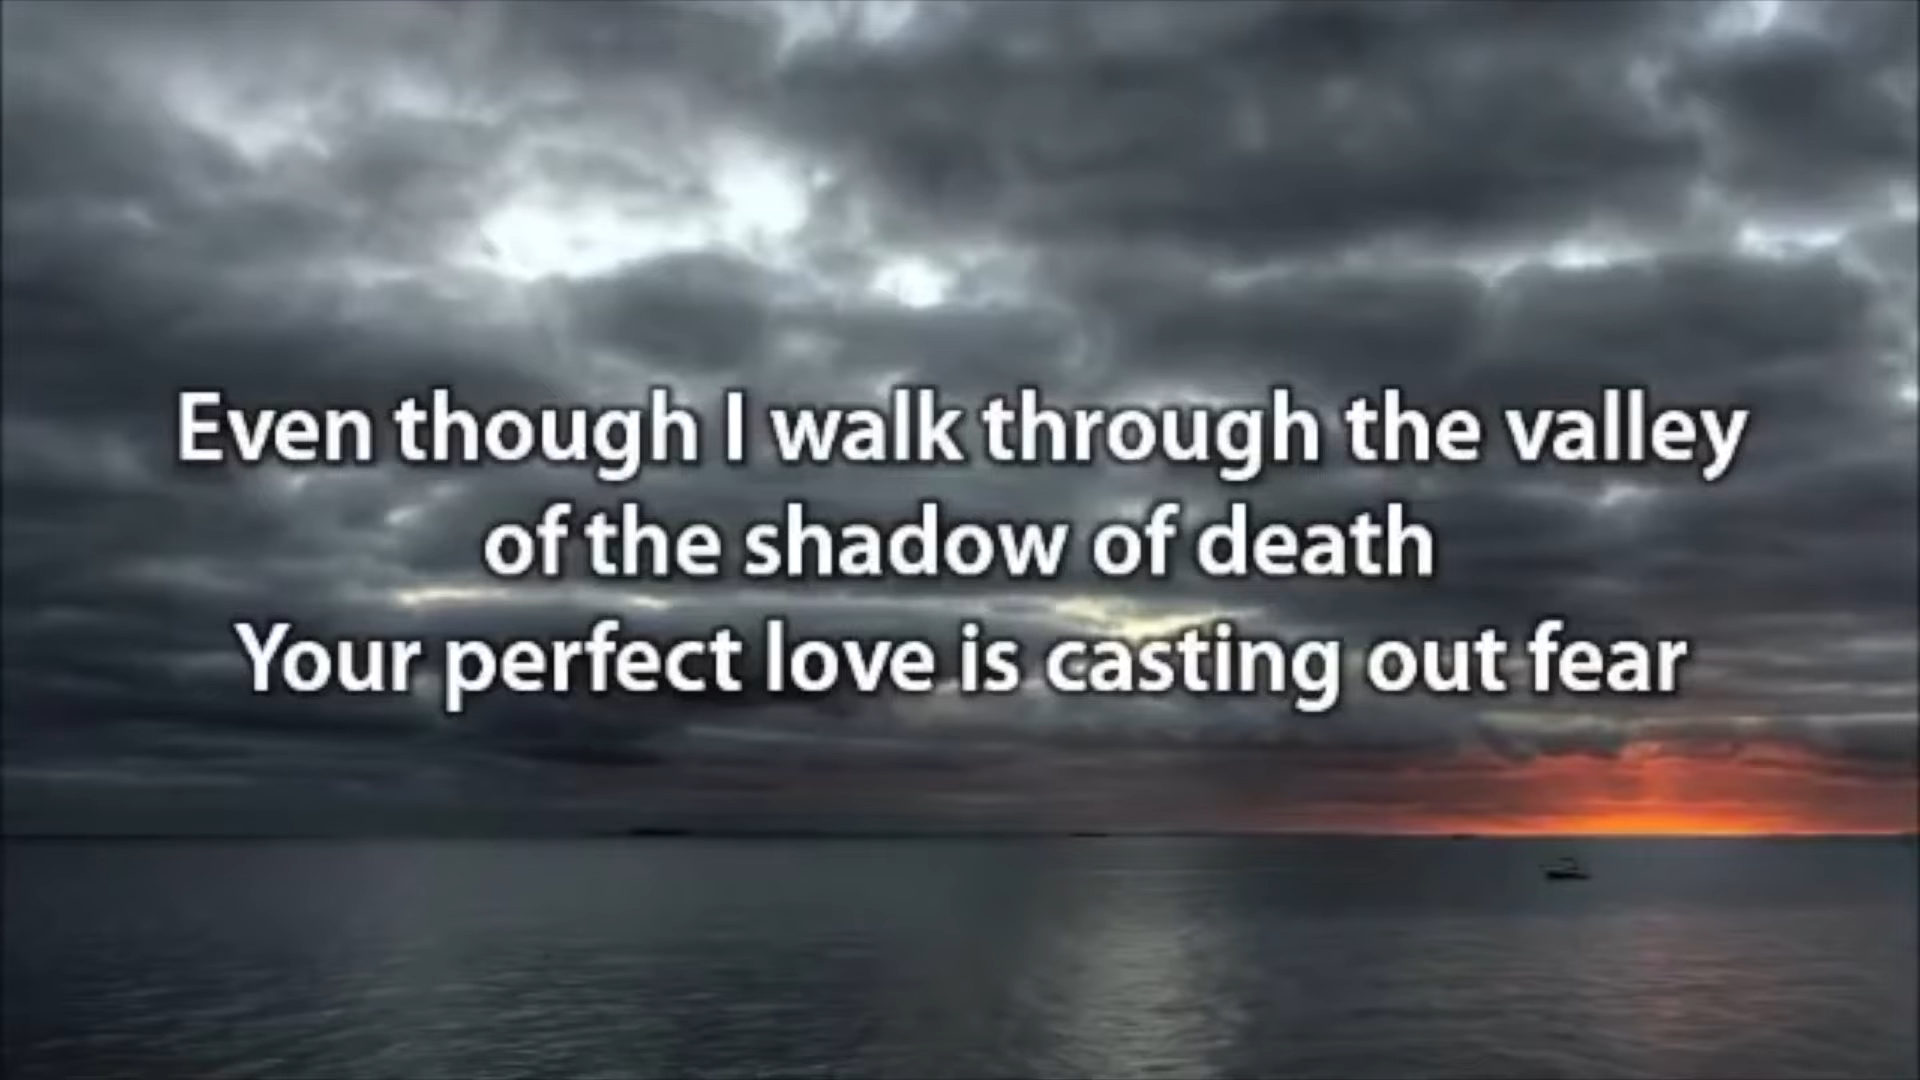 Even though I walk through the valley
of the shadow of death
Your perfect love is casting out fear